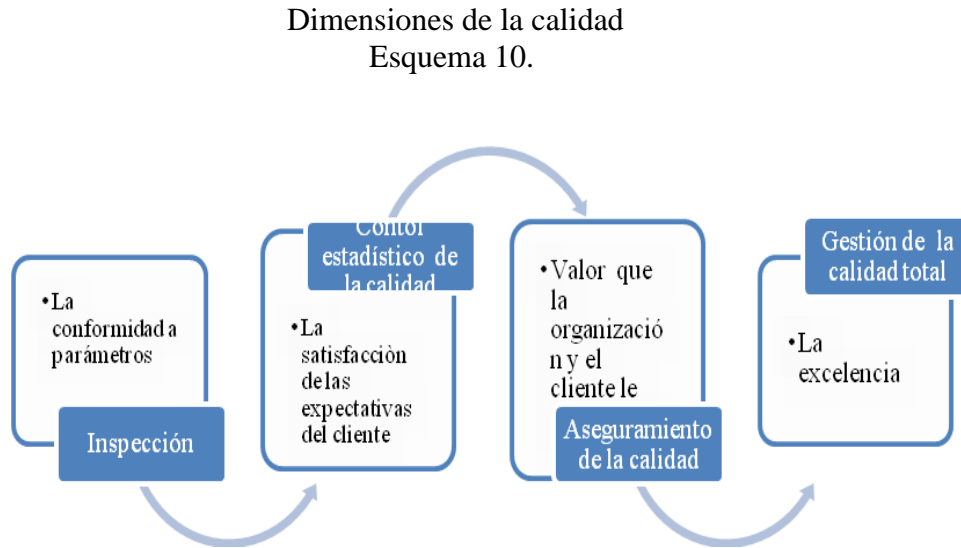 Dimensiones de la calidad
Esquema 10.
•La
conformidad a
parámetros
Inspección
Contol
estadístico de
la calidad
•La
satisfacciòn
de las
expectativas
del cliente
•Valor que
la
organizació
n y el
cliente le
Aseguramiento
de la calidad
Gestión de la
calidad total
•La
excelencia